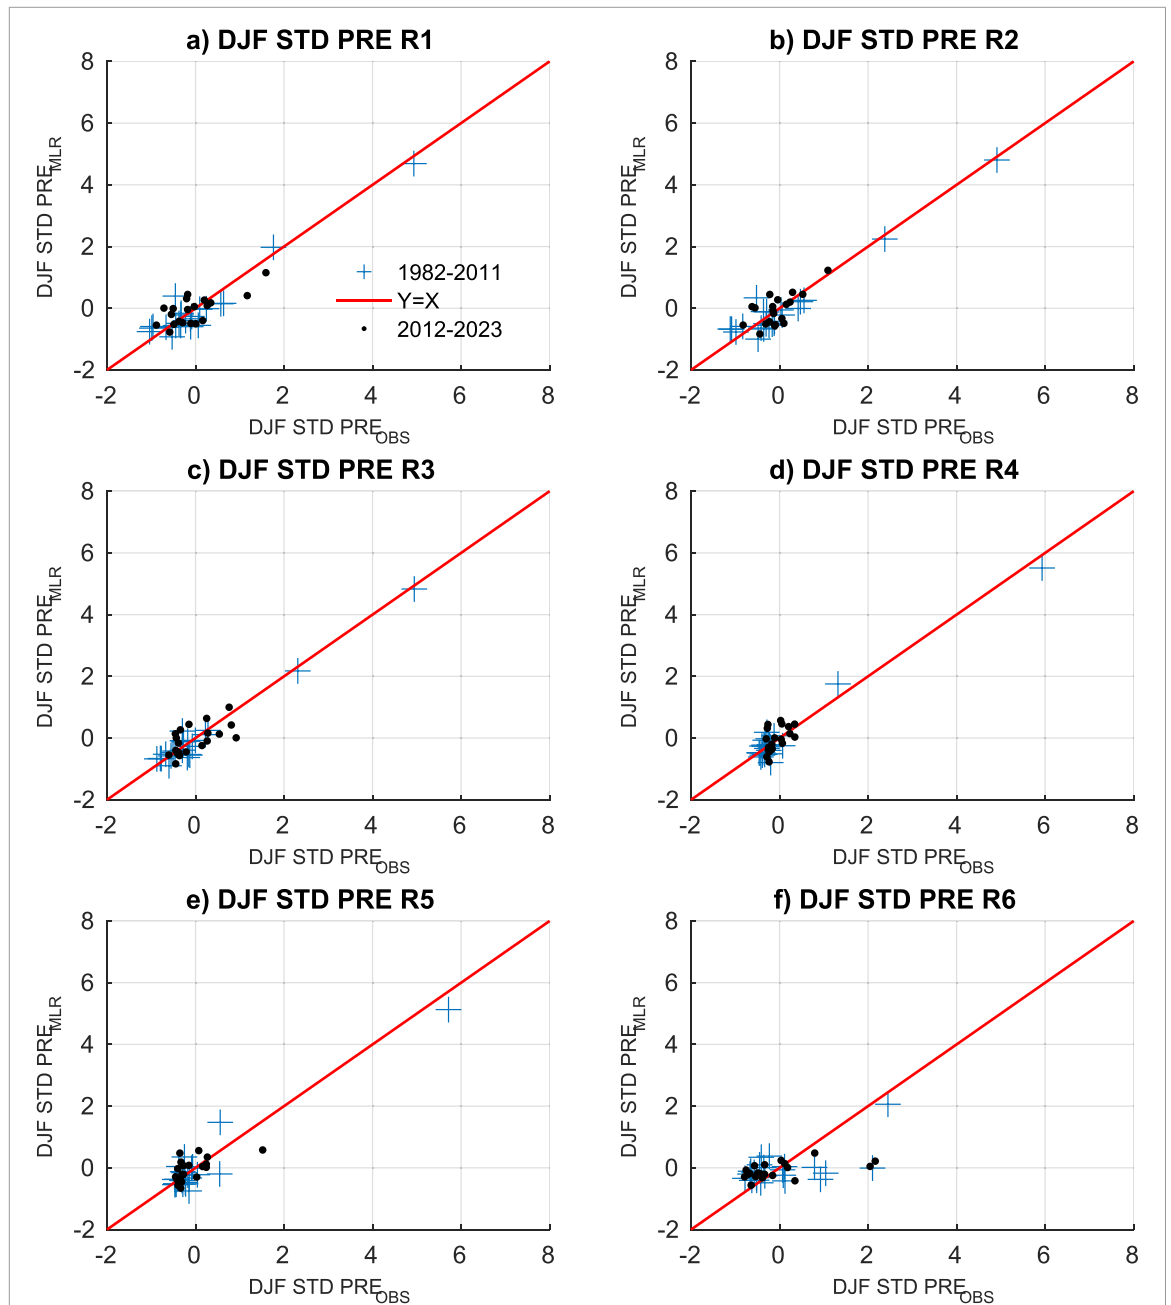 a) DJF STD PRE R1
8
6
4
2
0
-2
-2 0 2 4 6 8
DJF STD PRE_MLR
DJF STD PRE_OBS
1982-2011
Y=X
2012-2023
b) DJF STD PRE R2
8
6
4
2
0
-2
-2 0 2 4 6 8
DJF STD PRE_MLR
DJF STD PRE_OBS
c) DJF STD PRE R3
8
6
4
2
0
-2
-2 0 2 4 6 8
DJF STD PRE_MLR
DJF STD PRE_OBS
d) DJF STD PRE R4
8
6
4
2
0
-2
-2 0 2 4 6 8
DJF STD PRE_MLR
DJF STD PRE_OBS
e) DJF STD PRE R5
8
6
4
2
0
-2
-2 0 2 4 6 8
DJF STD PRE_MLR
DJF STD PRE_OBS
f) DJF STD PRE R6
8
6
4
2
0
-2
-2 0 2 4 6 8
DJF STD PRE_MLR
DJF STD PRE_OBS